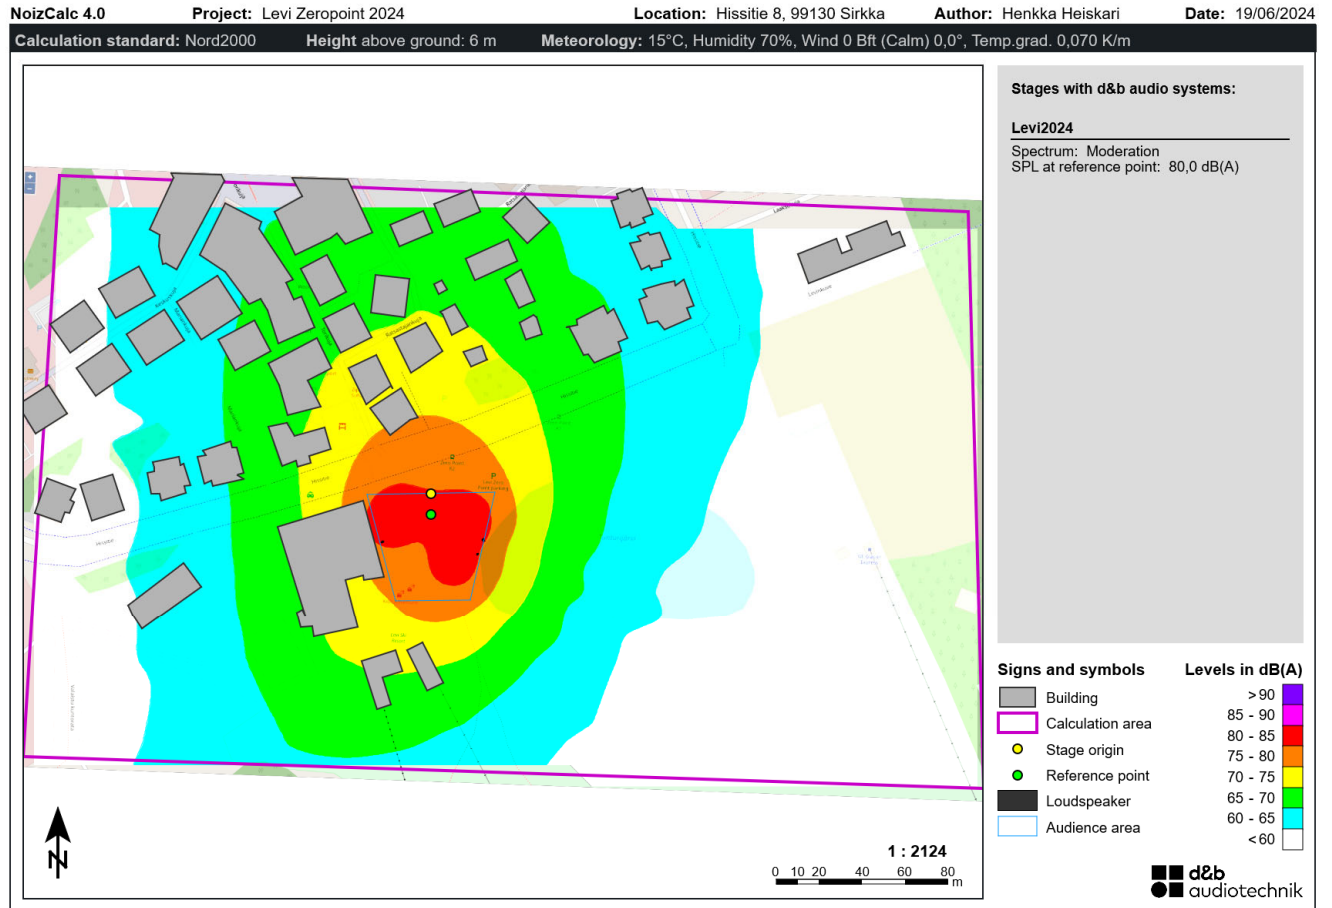 NoizCalc 4.0 Project: Levi Zeropoint 2024 Location: Hissitie 8, 99130 Sirkka Author: Henkka Heiskari Date: 19/06/2024
Calculation standard: Nord2000 Height above ground: 6 m Meteorology: 15°C, Humidity 70%, Wind 0 Bft (Calm) 0,0°, Temp.grad. 0,070 K/m
Stages with d&b audio systems:
Levi2024
Spectrum: Moderation
SPL at reference point: 80,0 dB(A)
Hissitie
Hissitie
Hissitie
Signs and symbols
Building
Calculation area
Stage origin
Reference point
Loudspeaker
Audience area
Levels in dB(A)
>90
85 - 90
80 - 85
75 - 80
70 - 75
65 - 70
60 - 65
<60
N
1 : 2124
0 10 20 40 60 80 m
d&b
audiotechnik